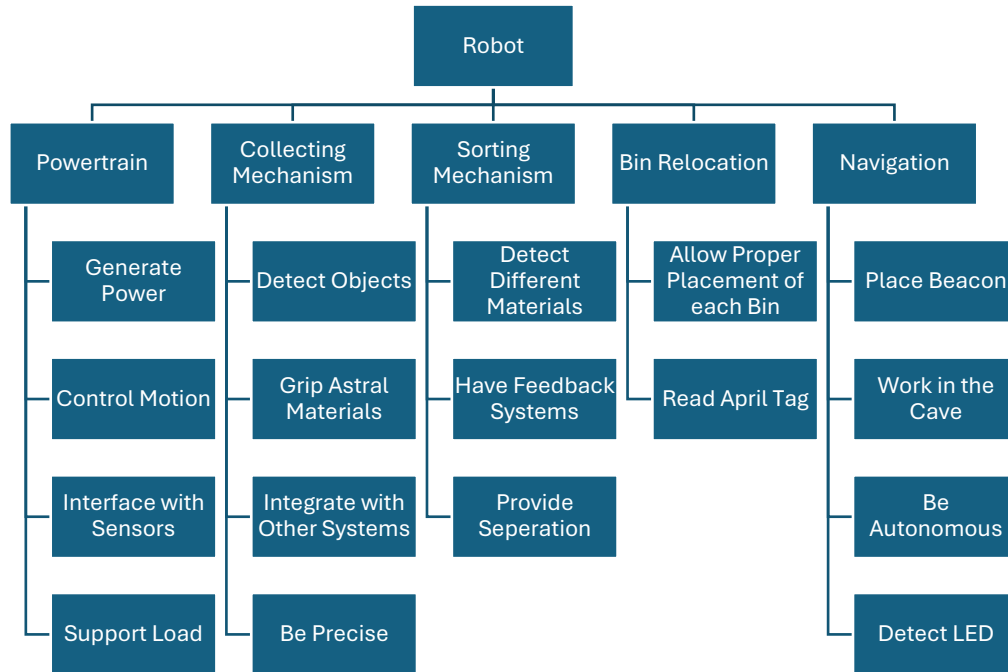 Robot
Powertrain
Collecting
Mechanism
Sorting
Mechanism
Bin Relocation
Navigation
Generate
Power
Control Motion
Interface with
Sensors
Support Load
Detect Objects
Grip Astral
Materials
Integrate with
Other Systems
Be Precise
Detect
Different
Materials
Have Feedback
Systems
Provide
Seperation
Allow Proper
Placement of
each Bin
Read April Tag
Place Beacon
Work in the
Cave
Be
Autonomous
Detect LED